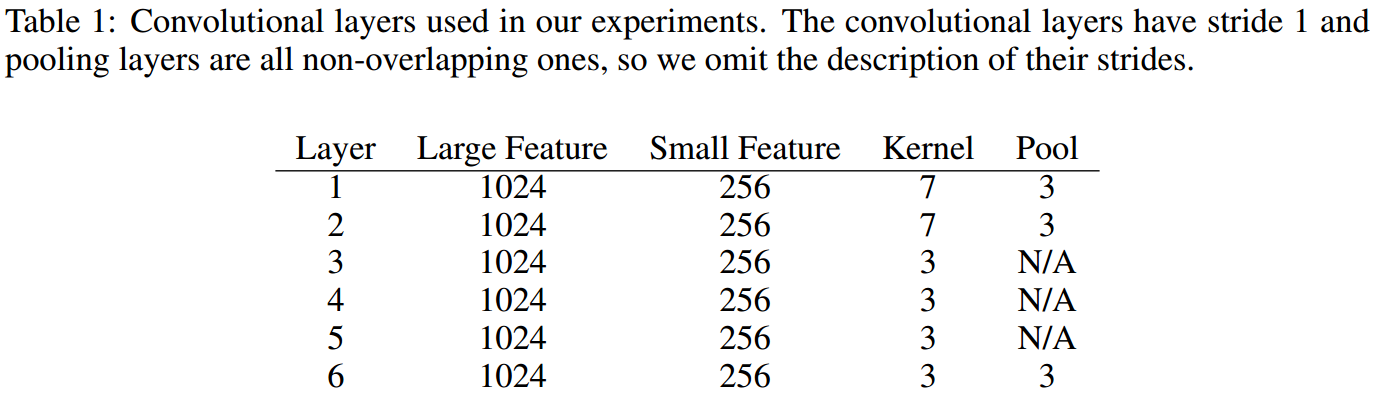 Table 1: Convolutional layers used in our experiments. The convolutional layers have stride 1 and
pooling layers are all non-overlapping ones, so we omit the description of their strides.
Layer Large Feature Small Feature Kernel Pool
1 1024 256 7 3
2 1024 256 7 3
3 1024 256 3 N/A
4 1024 256 3 N/A
5 1024 256 3 N/A
6 1024 256 3 3